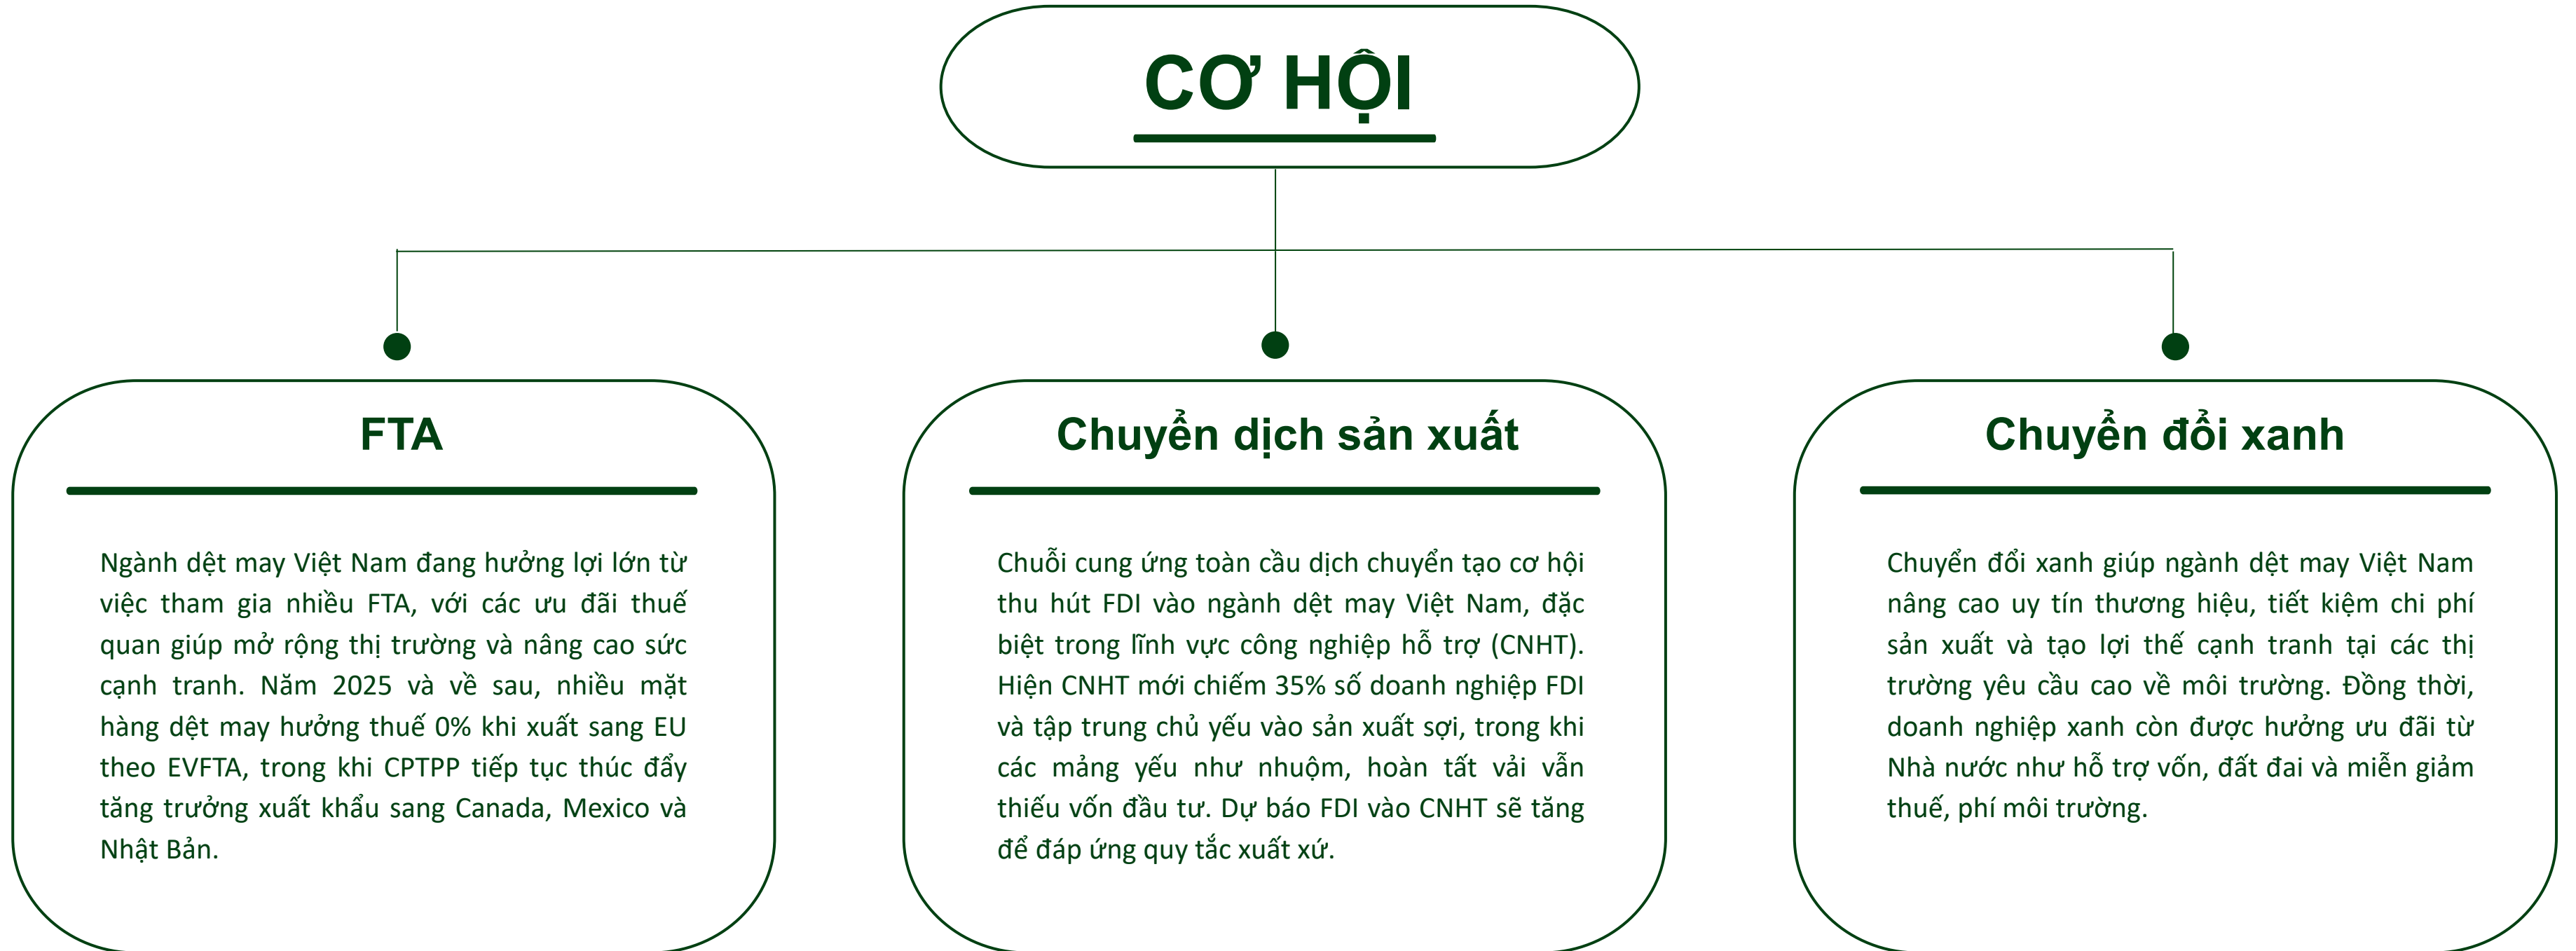 CƠ HỘI
FTA
Ngành dệt may Việt Nam đang hưởng lợi lớn từ
việc tham gia nhiều FTA, với các ưu đãi thuế
quan giúp mở rộng thị trường và nâng cao sức
cạnh tranh. Năm 2025 và về sau, nhiều mặt
hàng dệt may hưởng thuế 0% khi xuất sang EU
theo EVFTA, trong khi CPTPP tiếp tục thúc đẩy
tăng trưởng xuất khẩu sang Canada, Mexico và
Nhật Bản.
Chuyển dịch sản xuất
Chuỗi cung ứng toàn cầu dịch chuyển tạo cơ hội
thu hút FDI vào ngành dệt may Việt Nam, đặc
biệt trong lĩnh vực công nghiệp hỗ trợ (CNHT).
Hiện CNHT mới chiếm 35% số doanh nghiệp FDI
và tập trung chủ yếu vào sản xuất sợi, trong khi
các mảng yếu như nhuộm, hoàn tất vải vẫn
thiếu vốn đầu tư. Dự báo FDI vào CNHT sẽ tăng
để đáp ứng quy tắc xuất xứ.
Chuyển đổi xanh
Chuyển đổi xanh giúp ngành dệt may Việt Nam
nâng cao uy tín thương hiệu, tiết kiệm chi phí
sản xuất và tạo lợi thế cạnh tranh tại các thị
trường yêu cầu cao về môi trường. Đồng thời,
doanh nghiệp xanh còn được hưởng ưu đãi từ
Nhà nước như hỗ trợ vốn, đất đai và miễn giảm
thuế, phí môi trường.